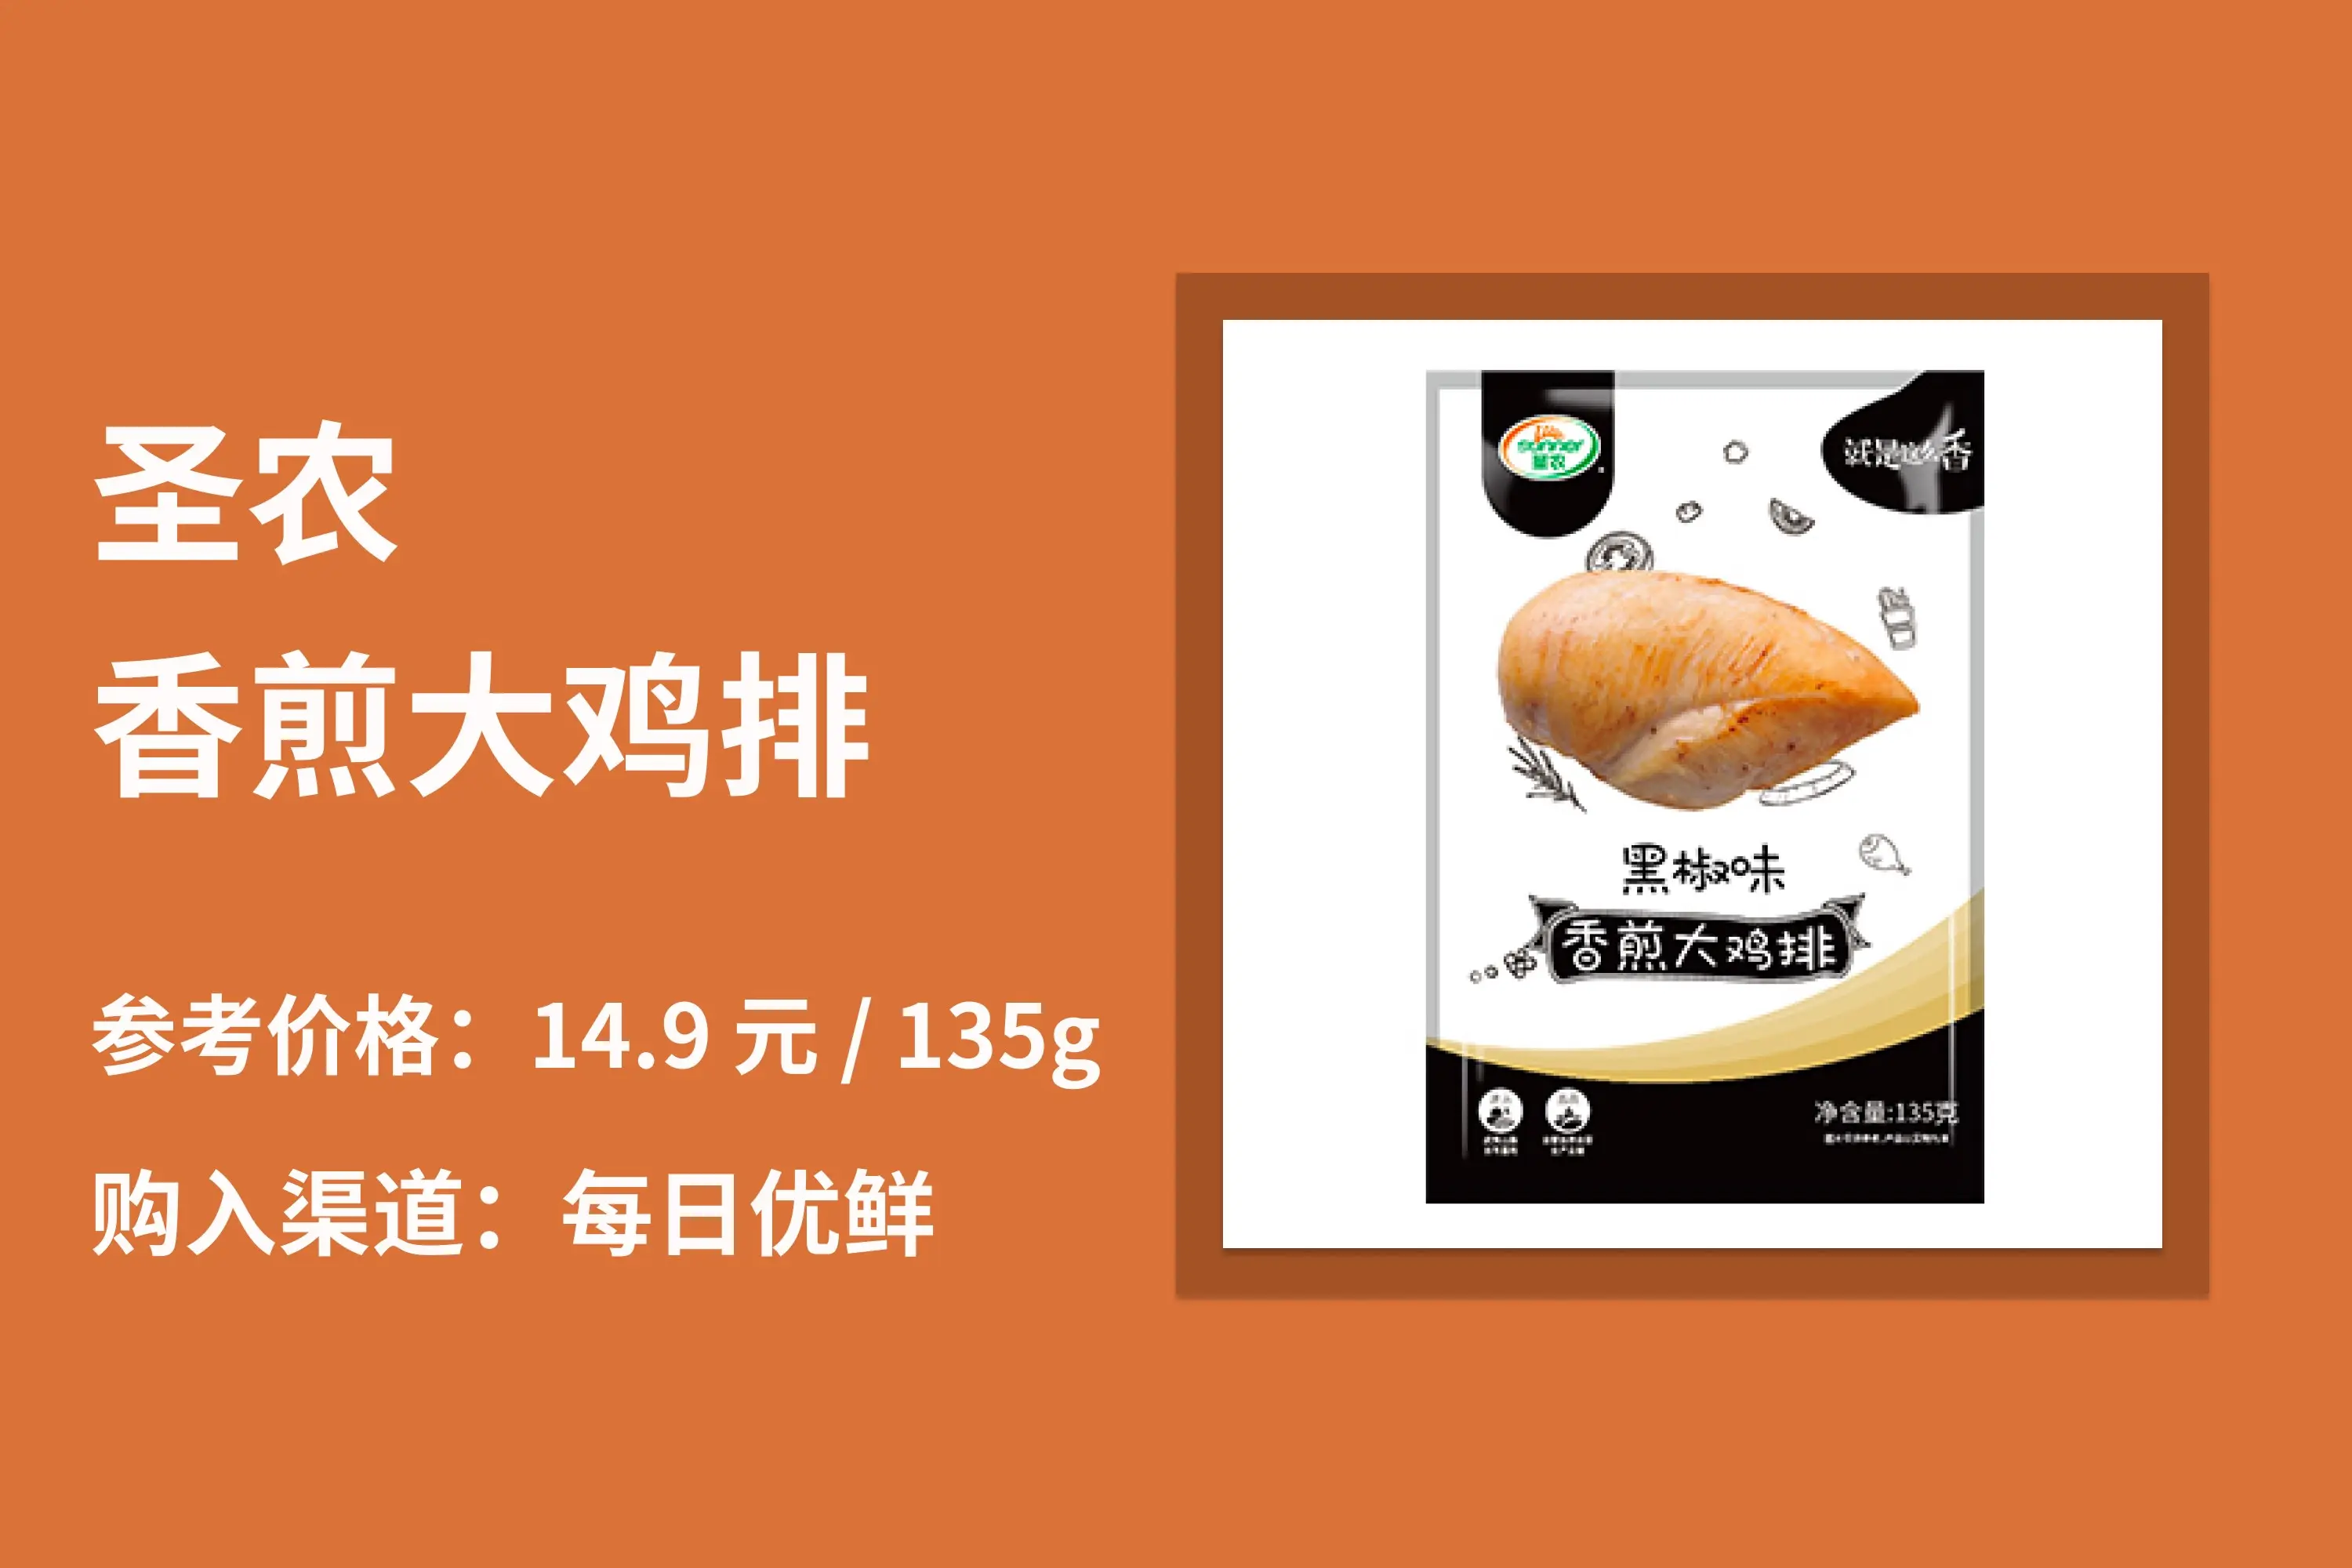 圣农
香煎大鸡排
参考价格：14.9 元 / 135g
购入渠道：每日优鲜
sunner
圣农
就是这么香
黑椒味
香煎大鸡排
净含量:135克